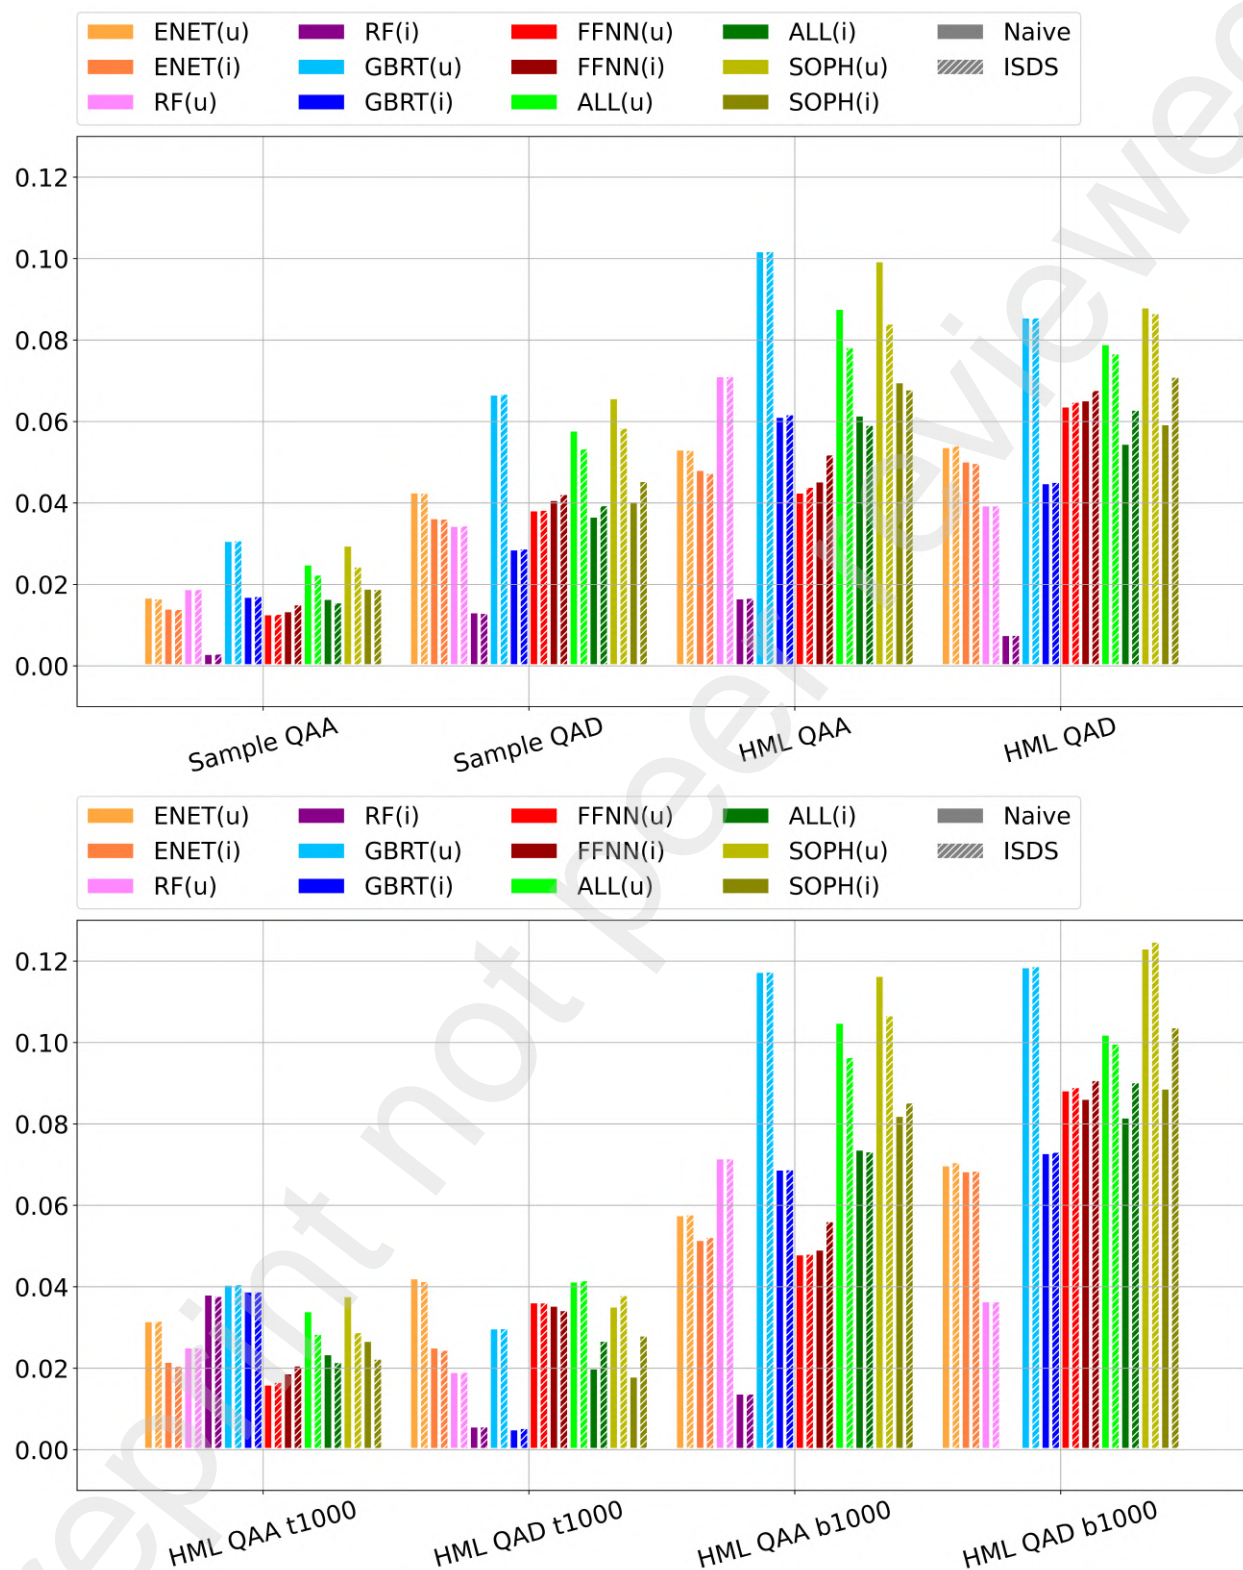 ENET(u) RF(i) FFNN(u) ALL(i) Naive
ENET(i) GBRT(u) FFNN(i) SOPH(u) ISDS
RF(u) GBRT(i) ALL(u) SOPH(i)
0.12
0.10
0.08
0.06
0.04
0.02
0.00
Sample QAA Sample QAD HML QAA HML QAD
ENET(u) RF(i) FFNN(u) ALL(i) Naive
ENET(i) GBRT(u) FFNN(i) SOPH(u) ISDS
RF(u) GBRT(i) ALL(u) SOPH(i)
0.12
0.10
0.08
0.06
0.04
0.02
0.00
HML QAA t1000 HML QAD t1000 HML QAA b1000 HML QAD b1000
reprint not peer reviewed